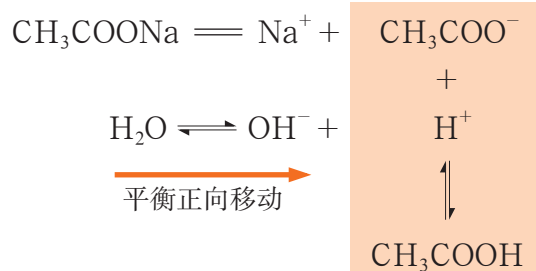 CH₃COONa ══ Na⁺ + CH₃COO⁻
+
H₂O ⇌ OH⁻ + H⁺
平衡正向移动
⇅
CH₃COOH